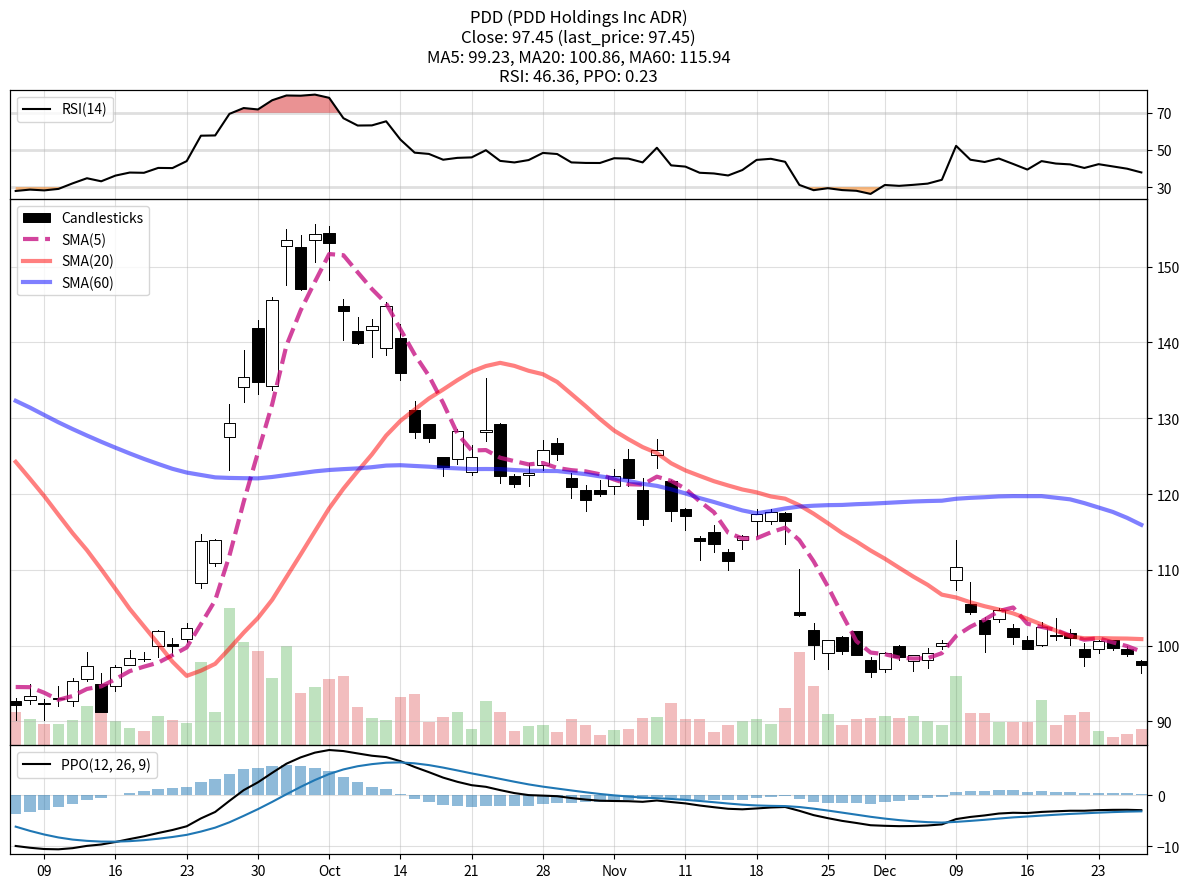 PDD (PDD Holdings Inc ADR)
Close: 97.45 (last_price: 97.45)
MA5: 99.23, MA20: 100.86, MA60: 115.94
RSI: 46.36, PPO: 0.23
RSI(14)
70
50
30
Candlesticks
SMA(5)
SMA(20)
SMA(60)
150
140
130
120
110
100
90
PPO(12, 26, 9)
0
−10
09 16 23 30 Oct 14 21 28 Nov 11 18 25 Dec 09 16 23